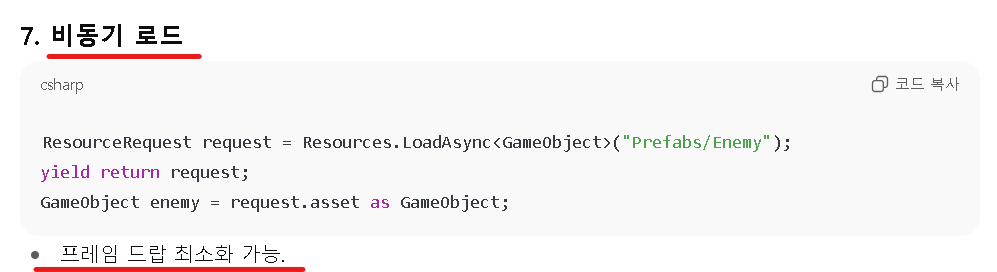 7. 비동기 로드
csharp 코드 복사
ResourceRequest request = Resources.LoadAsync<GameObject>("Prefabs/Enemy");
yield return request;
GameObject enemy = request.asset as GameObject;
• 프레임 드랍 최소화 가능.